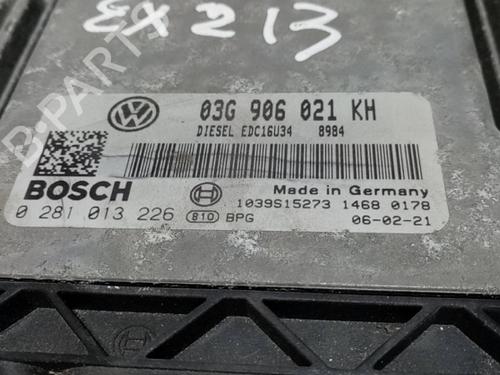 EX213
03G 906 021 KH
DIESEL EDC16U34 8984
BOSCH
Made in Germany
1039S15273 1468 0178
0 281 013 226 810 BPG
06-02-21
B-PARTS